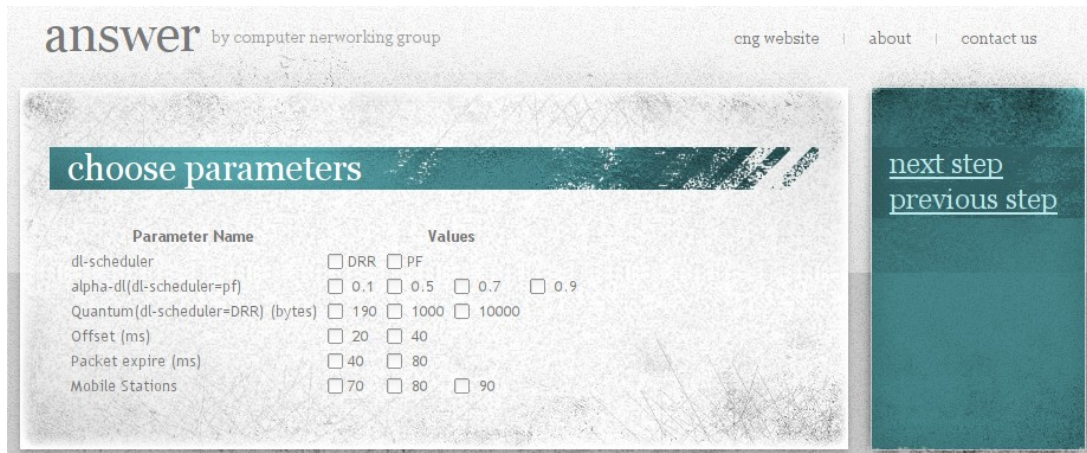 answer by computer nerworking group
cng website | about | contact us
choose parameters
next step
previous step
Parameter Name Values
dl-scheduler DRR PF
alpha-dl(dl-scheduler=pf) 0.1 0.5 0.7 0.9
Quantum(dl-scheduler=DRR) (bytes) 190 1000 10000
Offset (ms) 20 40
Packet expire (ms) 40 80
Mobile Stations 70 80 90